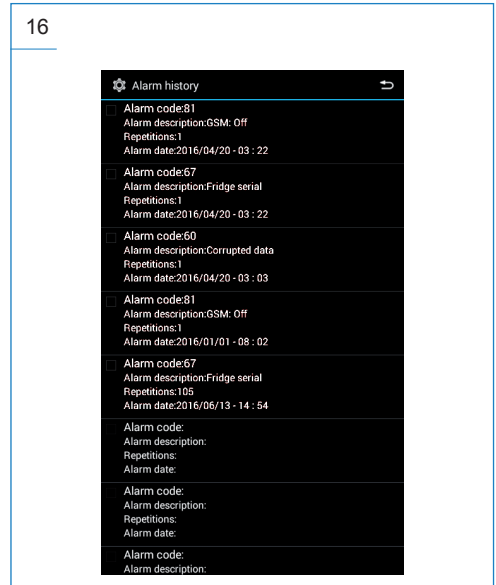 16
Alarm history
Alarm code:81
Alarm description:GSM: Off
Repetitions:1
Alarm date:2016/04/20 - 03 : 22
Alarm code:67
Alarm description:Fridge serial
Repetitions:1
Alarm date:2016/04/20 - 03 : 22
Alarm code:60
Alarm description:Corrupted data
Repetitions:1
Alarm date:2016/04/20 - 03 : 03
Alarm code:81
Alarm description:GSM: Off
Repetitions:1
Alarm date:2016/01/01 - 08 : 02
Alarm code:67
Alarm description:Fridge serial
Repetitions:105
Alarm date:2016/06/13 - 14 : 54
Alarm code:
Alarm description:
Repetitions:
Alarm date:
Alarm code:
Alarm description:
Repetitions:
Alarm date:
Alarm code:
Alarm description: